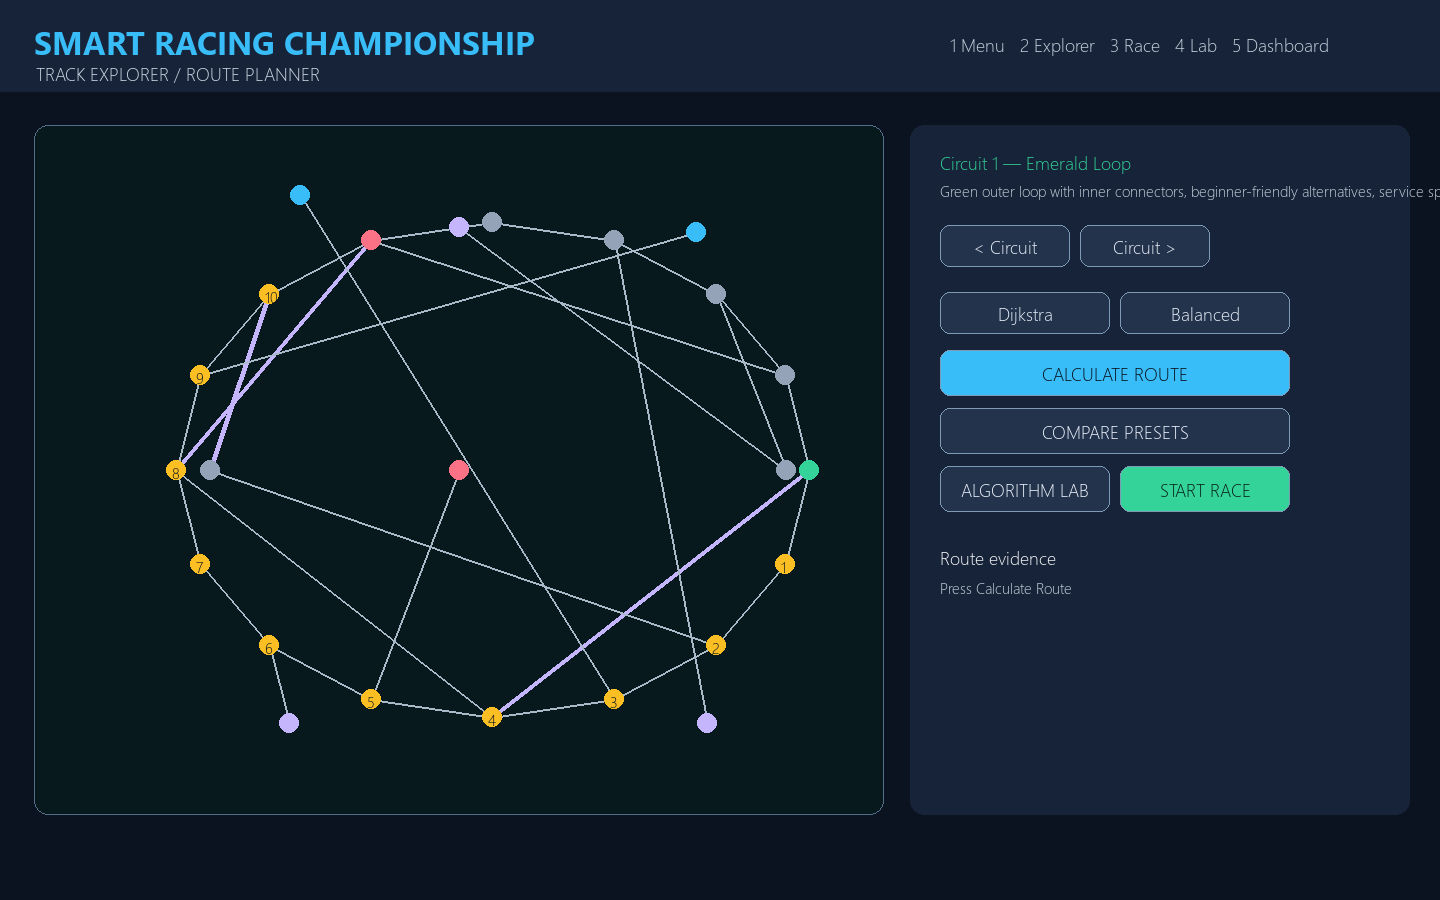 SMART RACING CHAMPIONSHIP
TRACK EXPLORER / ROUTE PLANNER
1 Menu 2 Explorer 3 Race 4 Lab 5 Dashboard
Circuit 1 — Emerald Loop
Green outer loop with inner connectors, beginner-friendly alternatives, service sp
< Circuit
Circuit >
Dijkstra
Balanced
CALCULATE ROUTE
COMPARE PRESETS
ALGORITHM LAB
START RACE
Route evidence
Press Calculate Route
10
9
8
7
6
5
4
3
2
1